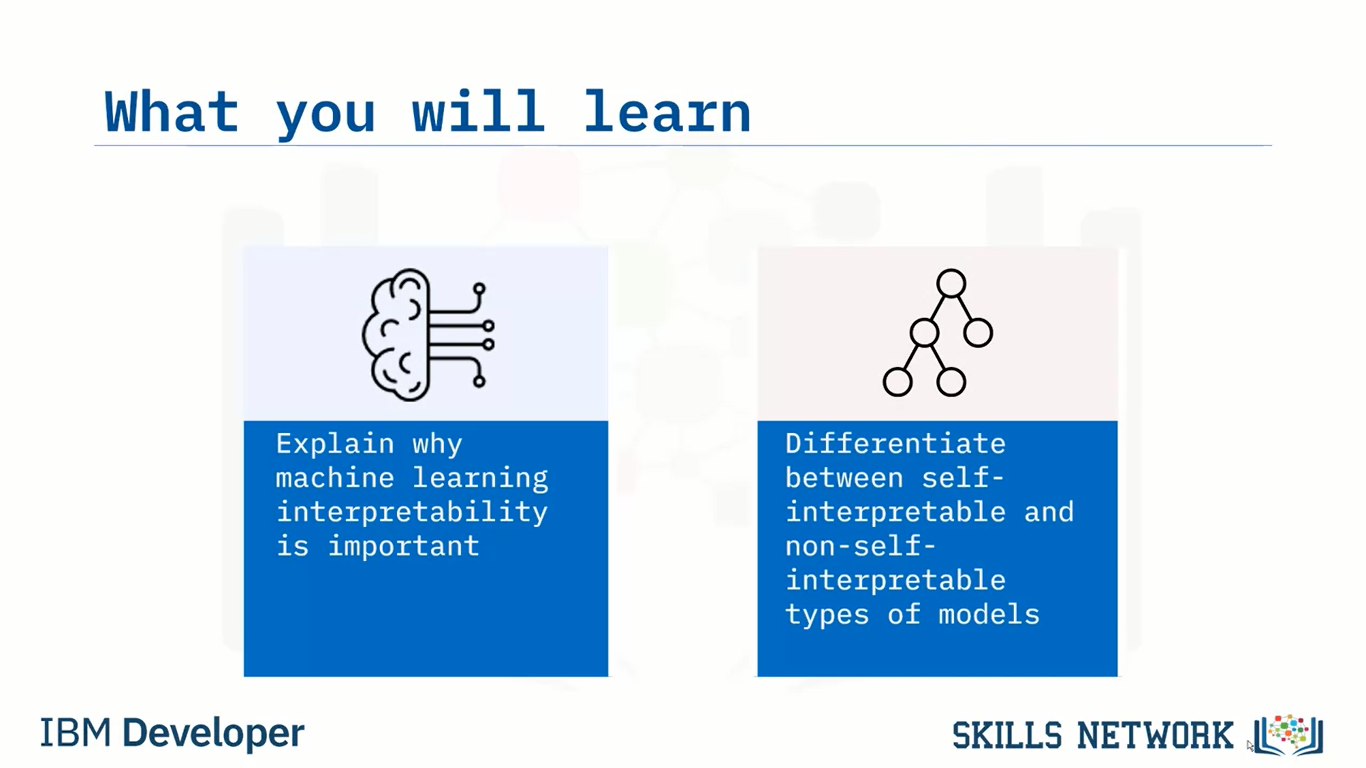 What you will learn
Explain why
machine learning
interpretability
is important
Differentiate
between self-
interpretable and
non-self-
interpretable
types of models
IBM Developer
SKILLS NETWORK